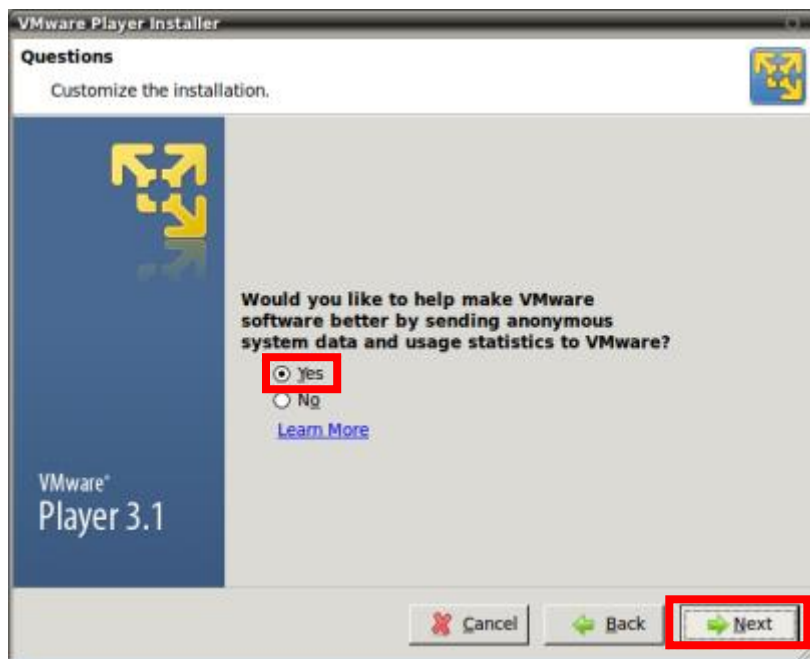 VMware Player Installer
Questions
Customize the installation.
Would you like to help make VMware
software better by sending anonymous
system data and usage statistics to VMware?
Yes
No
Learn More
VMware®
Player 3.1
Cancel
Back
Next